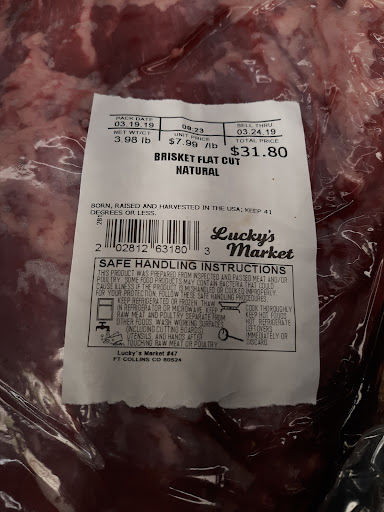 PACK DATE 08:23 SELL THRU
03.19.19 03.24.19
NET WT/CT UNIT PRICE TOTAL PRICE
3.98 lb $7.99 /lb $31.80
BRISKET FLAT CUT
NATURAL
BORN, RAISED AND HARVESTED IN THE USA; KEEP 41
DEGREES OR LESS.
2 02812 63180 3
Lucky's
Market
SAFE HANDLING INSTRUCTIONS
THIS PRODUCT WAS PREPARED FROM INSPECTED AND PASSED MEAT AND/OR
POULTRY. SOME FOOD PRODUCTS MAY CONTAIN BACTERIA THAT COULD
CAUSE ILLNESS IF THE PRODUCT IS MISHANDLED OR COOKED IMPROPERLY.
FOR YOUR PROTECTION, FOLLOW THESE SAFE HANDLING PROCEDURES.
KEEP REFRIGERATED OR FROZEN. THAW
IN REFRIGERATOR OR MICROWAVE. KEEP
RAW MEAT AND POULTRY SEPARATE FROM
OTHER FOODS. WASH WORKING SURFACES
(INCLUDING CUTTING BOARDS)
UTENSILS AND HANDS AFTER
TOUCHING RAW MEAT OR POULTRY.
COOK THOROUGHLY
KEEP HOT FOODS
HOT. REFRIGERATE
LEFTOVERS
IMMEDIATELY OR
DISCARD.
Lucky's Market #47
FT COLLINS CO 80524